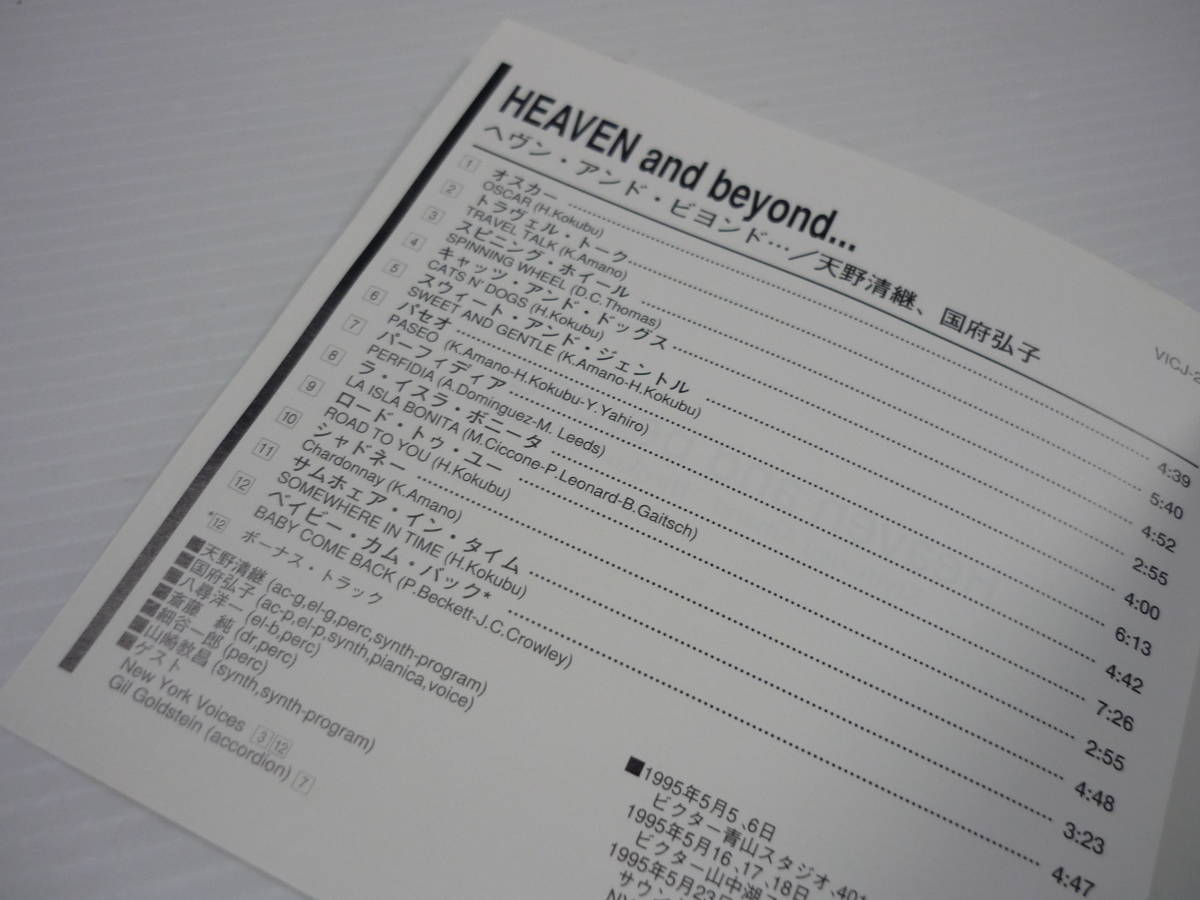 HEAVEN and beyond...
ヘヴン・アンド・ビヨンド…／天野清継、国府弘子
VICJ-2
1 オスカー 4:39
OSCAR (H.Kokubu)
2 トラヴェル・トーク 5:40
TRAVEL TALK (K.Amano)
3 スピニング・ホイール 4:52
SPINNING WHEEL (D.C.Thomas)
4 キャッツ・アンド・ドッグス 2:55
CATS N' DOGS (H.Kokubu)
5 スウィート・アンド・ジェントル 4:00
SWEET AND GENTLE (K.Amano-H.Kokubu)
6 パセオ 6:13
PASEO (K.Amano-H.Kokubu-Y.Yahiro)
7 パーフィディア 4:42
PERFIDIA (A.Dominguez-M. Leeds)
8 ラ・イスラ・ボニータ 7:26
LA ISLA BONITA (M.Ciccone-P.Leonard-B.Gaitsch)
9 ロード・トゥ・ユー 2:55
ROAD TO YOU (H.Kokubu)
10 シャドネー 4:48
Chardonnay (K.Amano)
11 サムホェア・イン・タイム 3:23
SOMEWHERE IN TIME (H.Kokubu)
12 ベイビー・カム・バック* 4:47
BABY COME BACK (P.Beckett-J.C.Crowley)
*12 ボーナス・トラック
■天野清継 (ac-g,el-g,perc,synth-program)
■国府弘子 (ac-p,el-p,synth,pianica,voice)
■八尋洋一 (el-b,perc)
■斎藤 純 (dr,perc)
■細谷一郎 (perc)
■山崎教昌 (synth,synth-program)
■ゲスト
New York Voices 3 12
Gil Goldstein (accordion) 7
■1995年5月5、6日
ビクター青山スタジオ、401
1995年5月16、17、18日
ビクター山中湖ス
1995年5月23日
サウン
NY